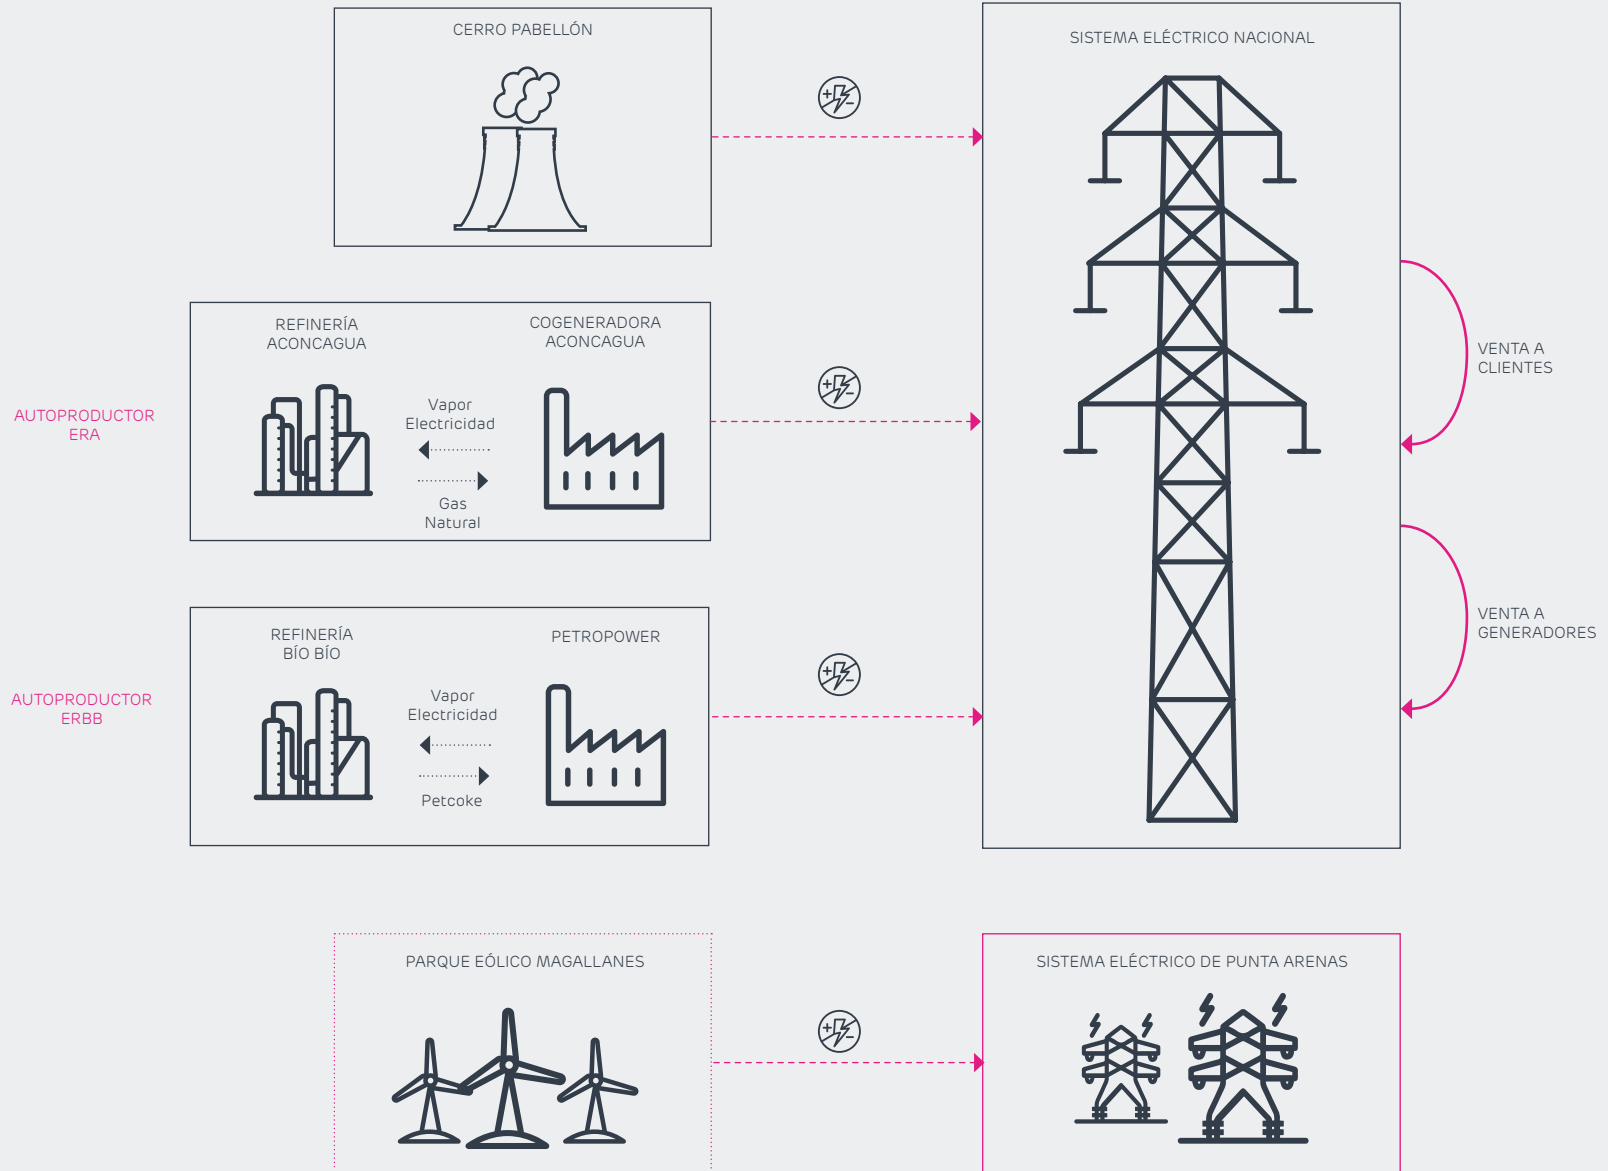 CERRO PABELLÓN
SISTEMA ELÉCTRICO NACIONAL
REFINERÍA
ACONCAGUA
COGENERADORA
ACONCAGUA
Vapor
Electricidad
Gas
Natural
AUTOPRODUCTOR
ERA
VENTA A
CLIENTES
REFINERÍA
BÍO BÍO
PETROPOWER
Vapor
Electricidad
Petcoke
AUTOPRODUCTOR
ERBB
VENTA A
GENERADORES
PARQUE EÓLICO MAGALLANES
SISTEMA ELÉCTRICO DE PUNTA ARENAS